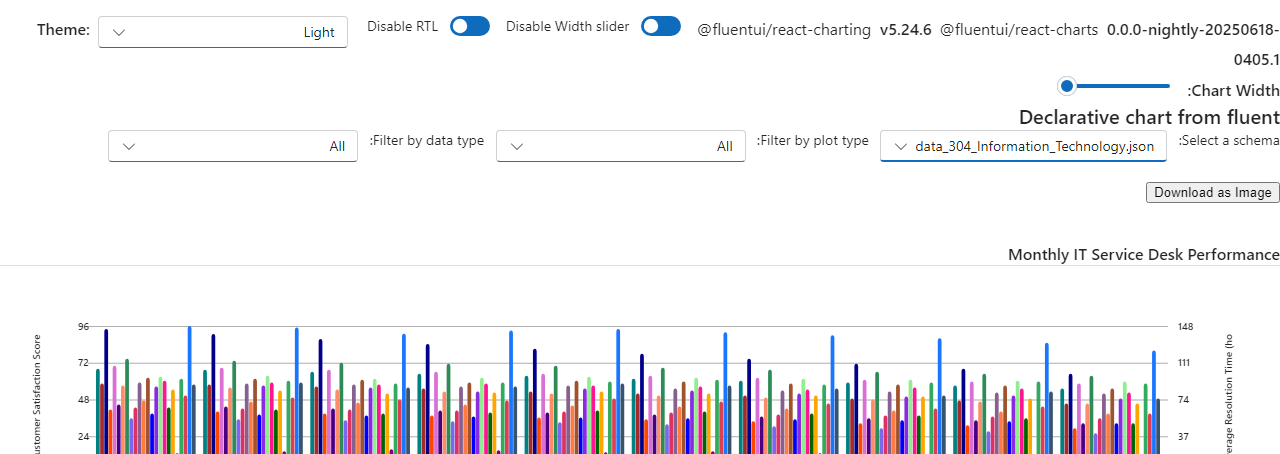 Theme:
Light
Disable RTL
Disable Width slider
@fluentui/react-charting v5.24.6 @fluentui/react-charts 0.0.0-nightly-20250618-
0405.1
:Chart Width
Declarative chart from fluent
:Select a schema
data_304_Information_Technology.json
:Filter by plot type
All
:Filter by data type
All
Download as Image
Monthly IT Service Desk Performance
96
72
48
24
148
111
74
37
ustomer Satisfaction Score
erage Resolution Time (ho